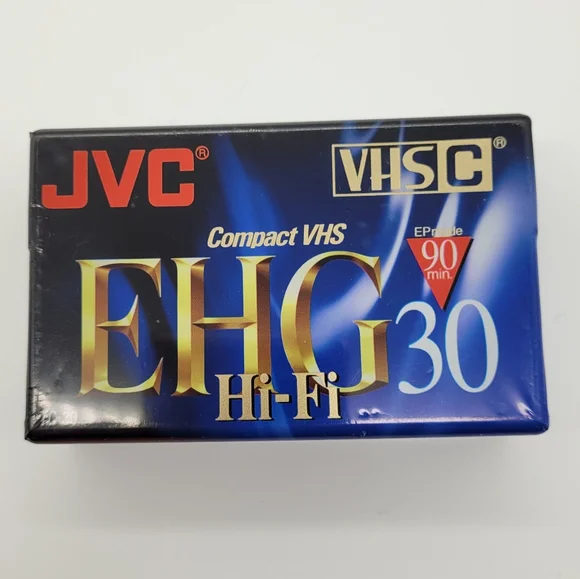 JVC®
VHS C®
Compact VHS
EP mode
90
min.
EHG
Hi-Fi
30